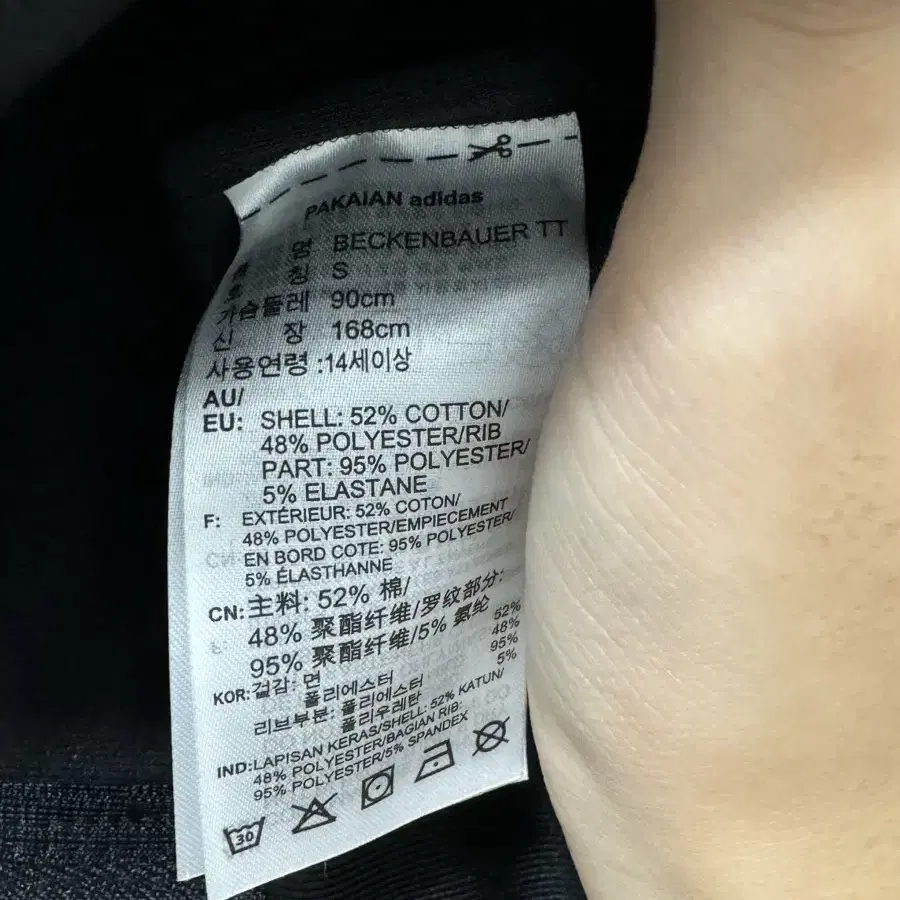 PAKAIAN adidas
명 BECKENBAUER TT
호 칭 S
가슴둘레 90cm
신 장 168cm
사용연령 :14세이상
AU/
EU: SHELL: 52% COTTON/
48% POLYESTER/RIB
PART: 95% POLYESTER/
5% ELASTANE
F: EXTÉRIEUR: 52% COTON/
48% POLYESTER/EMPIECEMENT
EN BORD COTE: 95% POLYESTER/
5% ÉLASTHANNE
CN: 主料: 52% 棉/
48% 聚酯纤维/罗纹部分:
95% 聚酯纤维/5% 氨纶
KOR: 겉감: 면 52%
폴리에스터 48%
리브부분: 폴리에스터 95%
폴리우레탄 5%
IND: LAPISAN KERAS/SHELL: 52% KATUN/
48% POLYESTER/BAGIAN RIB:
95% POLYESTER/5% SPANDEX
30